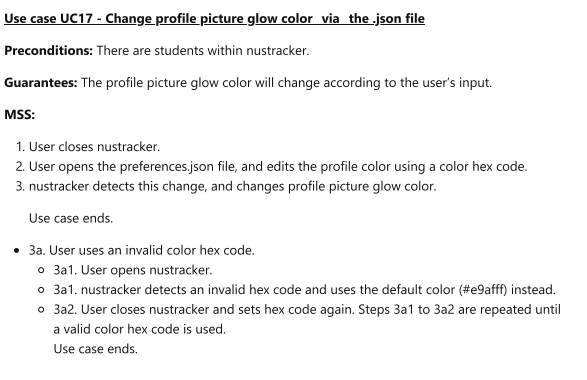 Use case UC17 - Change profile picture glow color via the .json file
Preconditions: There are students within nustracker.
Guarantees: The profile picture glow color will change according to the user’s input.
MSS:
1. User closes nustracker.
2. User opens the preferences.json file, and edits the profile color using a color hex code.
3. nustracker detects this change, and changes profile picture glow color.
Use case ends.
• 3a. User uses an invalid color hex code.
○ 3a1. User opens nustracker.
○ 3a1. nustracker detects an invalid hex code and uses the default color (#e9afff) instead.
○ 3a2. User closes nustracker and sets hex code again. Steps 3a1 to 3a2 are repeated until
a valid color hex code is used.
Use case ends.